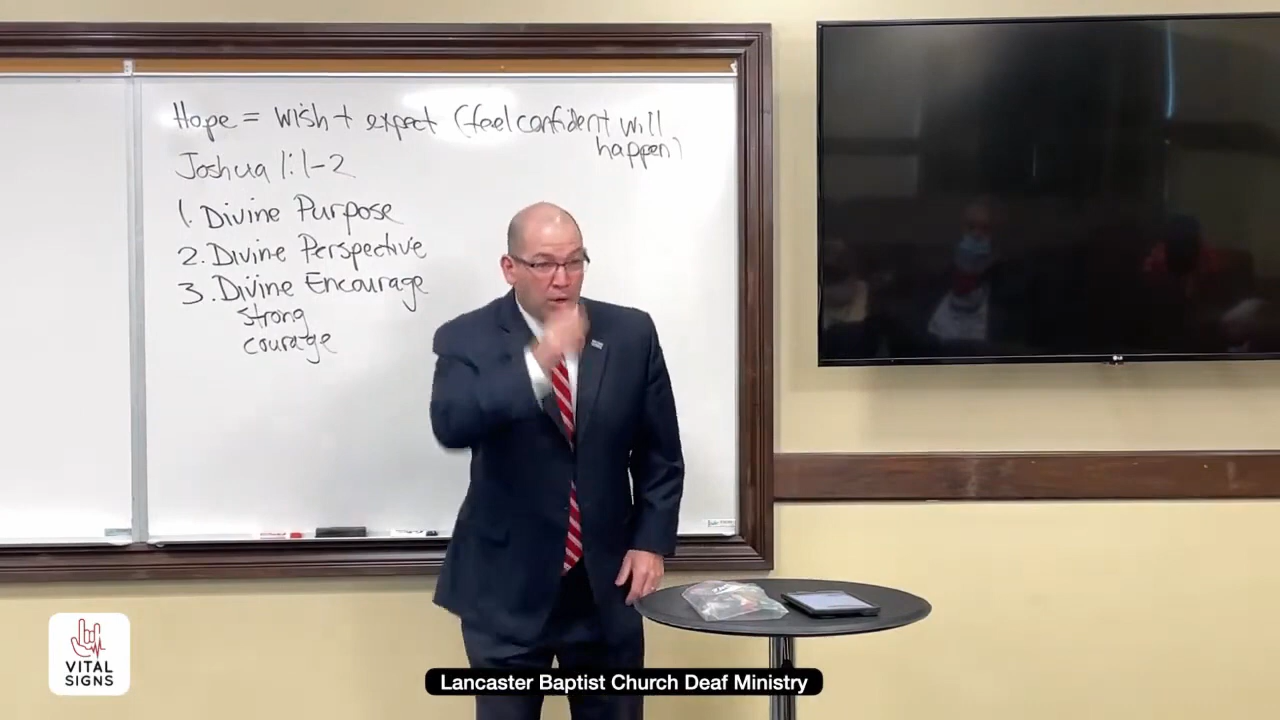 Hope = wish + expect (feel confident will
happen)
Joshua 1:1-2
1. Divine Purpose
2. Divine Perspective
3. Divine Encourage
strong
courage
LG
VITAL
SIGNS
Lancaster Baptist Church Deaf Ministry